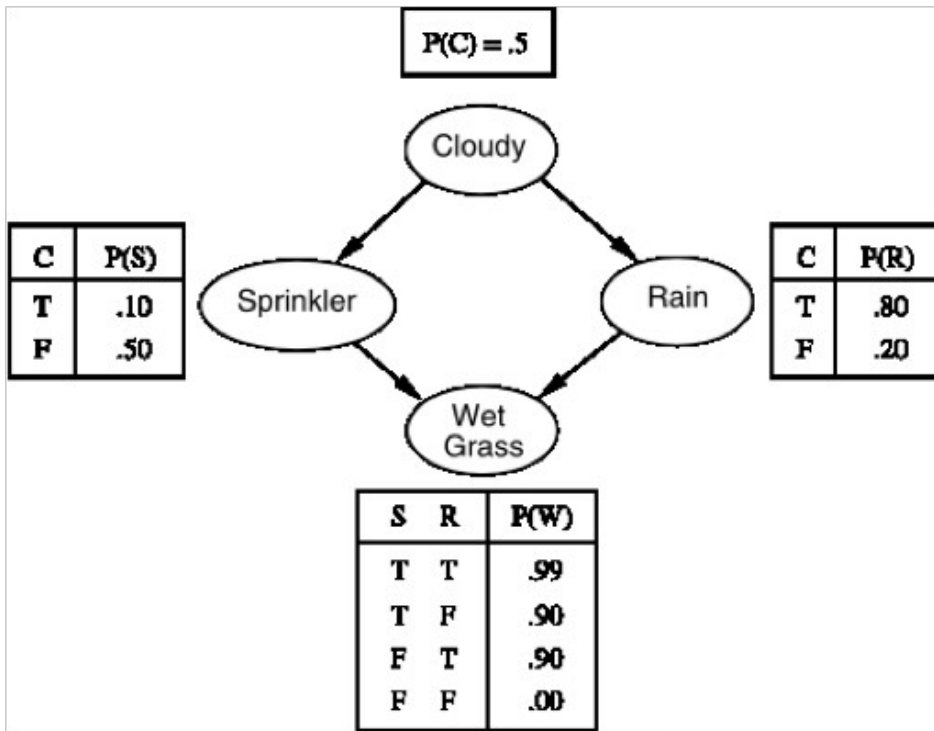 P(C) = .5
Cloudy
C P(S)
T .10
F .50
Sprinkler
Rain
C P(R)
T .80
F .20
Wet
Grass
S R P(W)
T T .99
T F .90
F T .90
F F .00